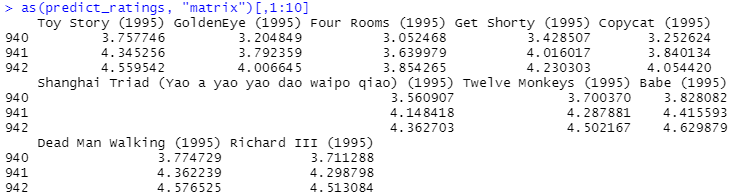 > as(predict_ratings, "matrix")[,1:10]
Toy Story (1995) GoldenEye (1995) Four Rooms (1995) Get Shorty (1995) Copycat (1995)
940 3.757746 3.204849 3.052468 3.428507 3.252624
941 4.345256 3.792359 3.639979 4.016017 3.840134
942 4.559542 4.006645 3.854265 4.230303 4.054420
Shanghai Triad (Yao a yao yao dao waipo qiao) (1995) Twelve Monkeys (1995) Babe (1995)
940 3.560907 3.700370 3.828082
941 4.148418 4.287881 4.415593
942 4.362703 4.502167 4.629879
Dead Man Walking (1995) Richard III (1995)
940 3.774729 3.711288
941 4.362239 4.298798
942 4.576525 4.513084